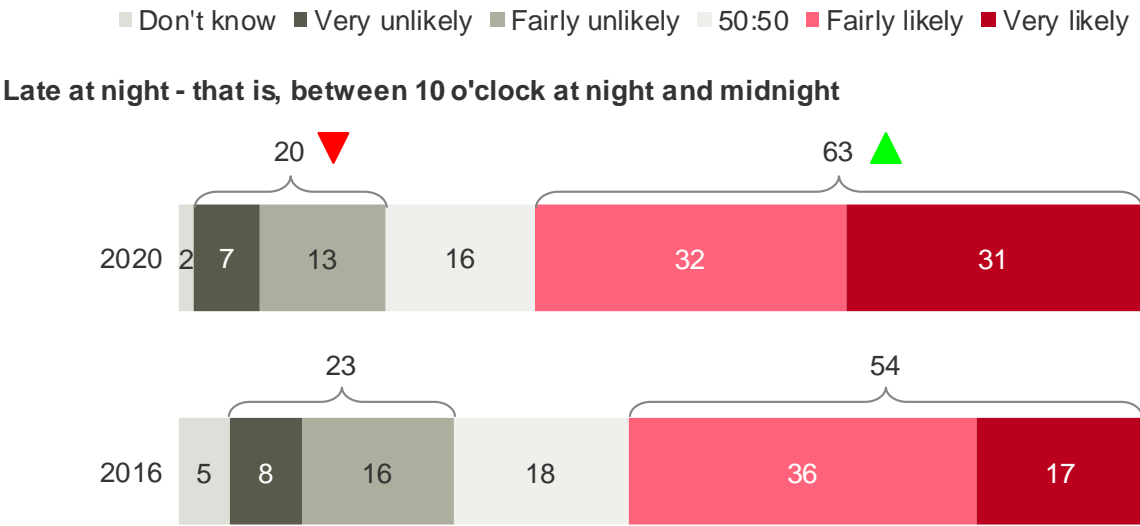 Don't know Very unlikely Fairly unlikely 50:50 Fairly likely Very likely
Late at night - that is, between 10 o'clock at night and midnight
20 63
2020 2 7 13 16 32 31
23 54
2016 5 8 16 18 36 17